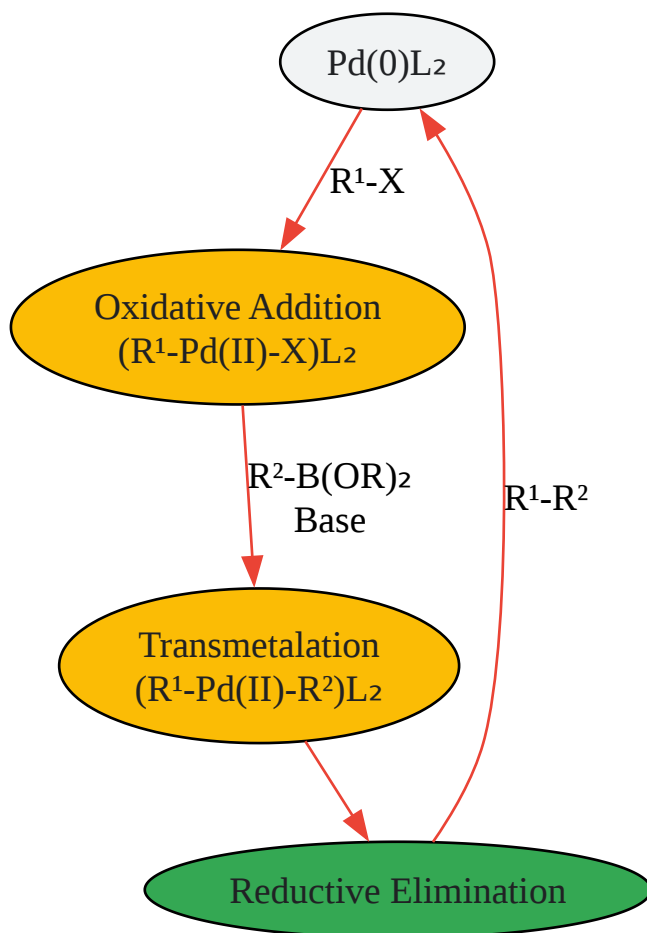 Pd(0)L₂
R¹-X
Oxidative Addition
(R¹-Pd(II)-X)L₂
R²-B(OR)₂
Base
R¹-R²
Transmetalation
(R¹-Pd(II)-R²)L₂
Reductive Elimination